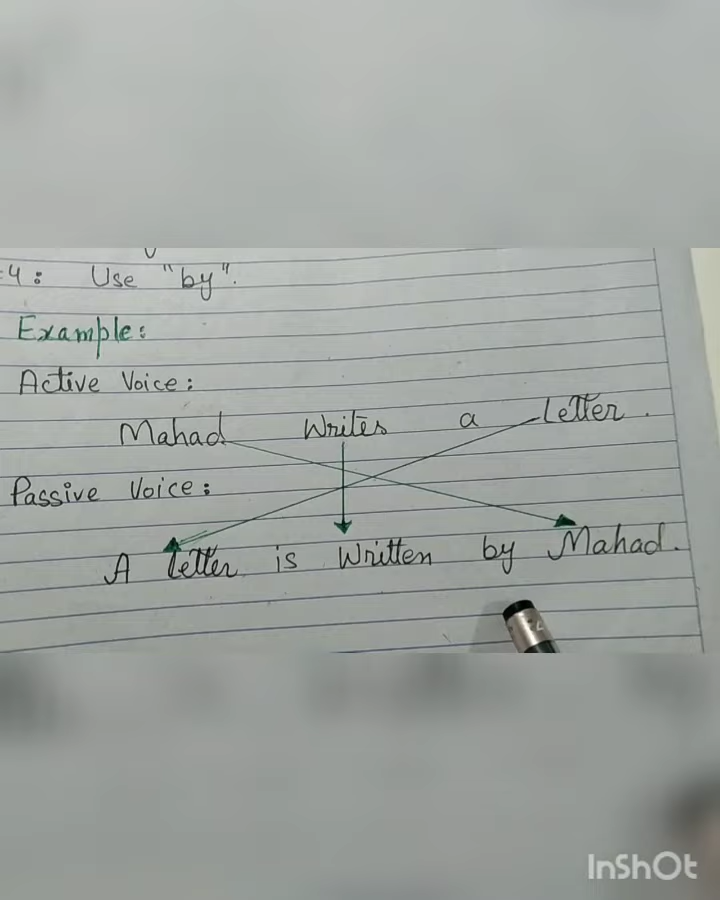 :4: Use "by".
Example:
Active Voice:
Mahad Writes a Letter.
Passive Voice:
A Letter is Written by Mahad.
InShOt